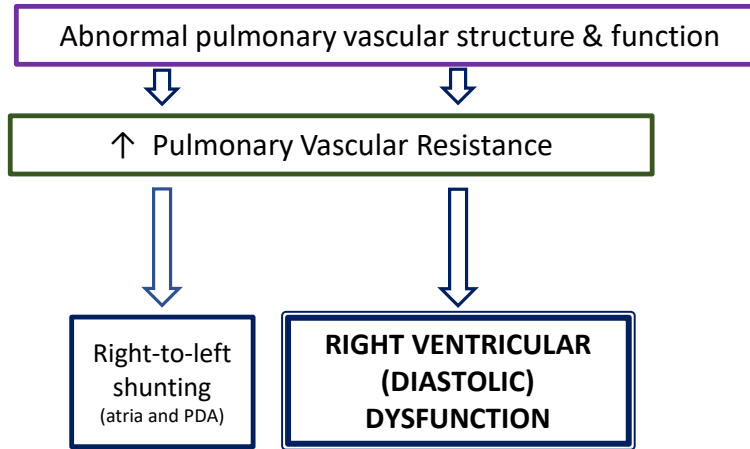 Abnormal pulmonary vascular structure & function
↑ Pulmonary Vascular Resistance
Right-to-left
shunting
(atria and PDA)
RIGHT VENTRICULAR
(DIASTOLIC)
DYSFUNCTION